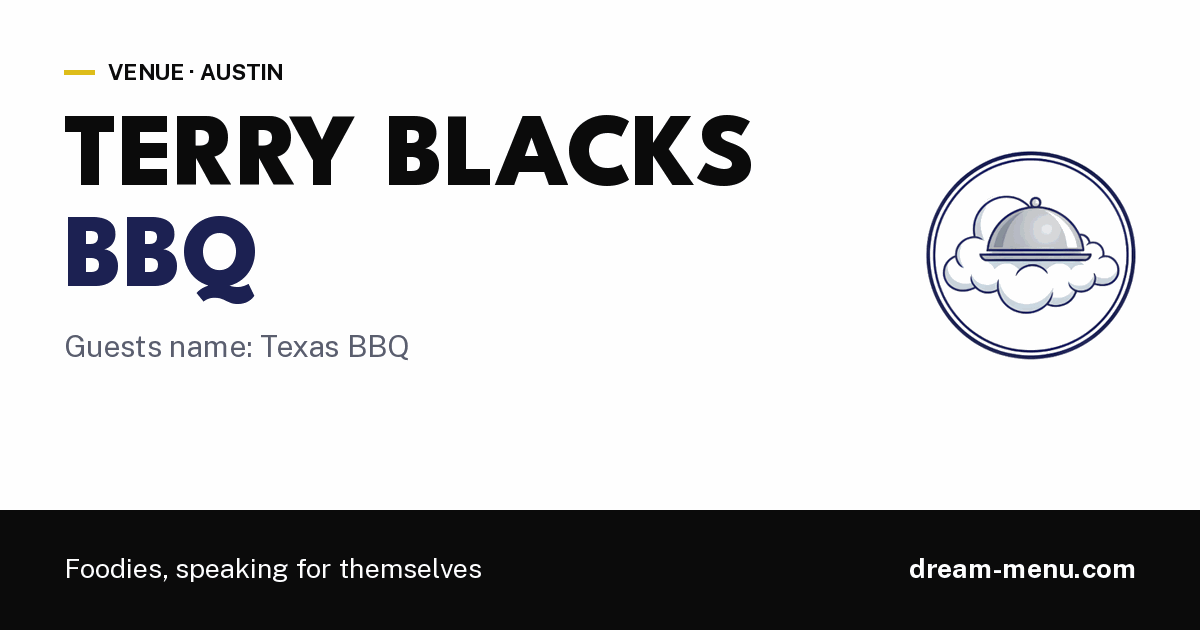 VENUE · AUSTIN
TERRY BLACKS
BBQ
Guests name: Texas BBQ
Foodies, speaking for themselves
dream-menu.com